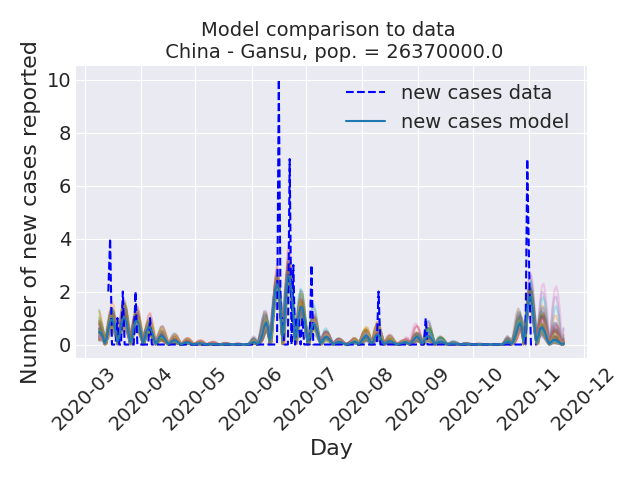 Model comparison to data
China - Gansu, pop. = 26370000.0
Number of new cases reported
10
8
6
4
2
0
new cases data
new cases model
2020-03
2020-04
2020-05
2020-06
2020-07
2020-08
2020-09
2020-10
2020-11
2020-12
Day